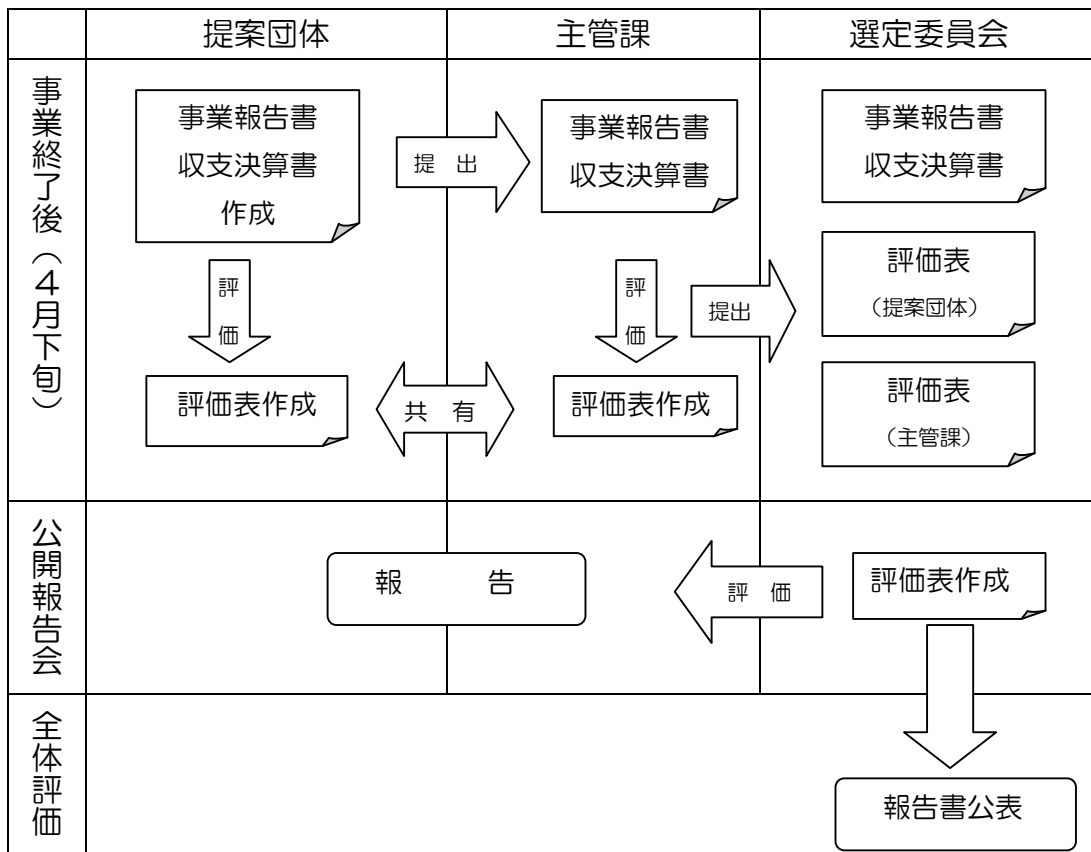 提案団体
主管課
選定委員会
事業終了後（４月下旬）
事業報告書
収支決算書
作成
提 出
事業報告書
収支決算書
事業報告書
収支決算書
評
価
評
価
提出
評価表
（提案団体）
評価表作成
共 有
評価表作成
評価表
（主管課）
公開報告会
報 告
評 価
評価表作成
全体評価
報告書公表